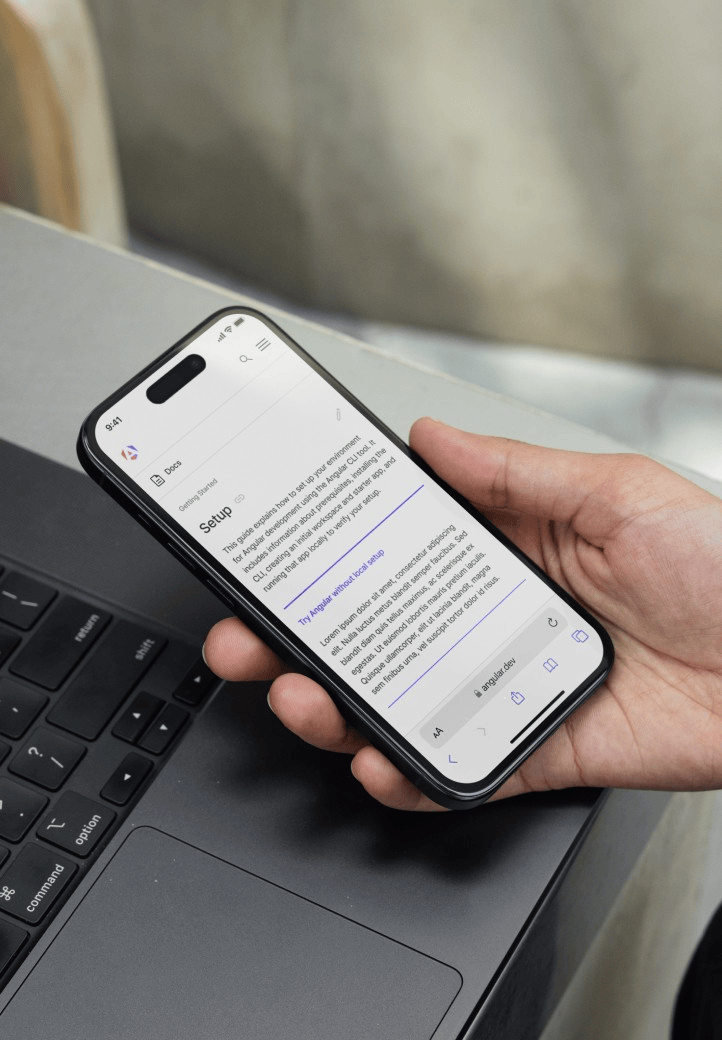 9:41
Docs
Getting Started
Setup
This guide explains how to set up your environment
for Angular development using the Angular CLI tool. It
includes information about prerequisites, installing the
CLI, creating an initial workspace and starter app, and
running that app locally to verify your setup.
Try Angular without local setup
Lorem ipsum dolor sit amet, consectetur adipiscing
elit. Nulla luctus metus blandit semper faucibus. Sed
blandit diam quis tellus maximus, ac scelerisque ex
egestas. Ut euismod lobortis mauris pretium iaculis.
Quisque ullamcorper, elit ut lacinia blandit, magna
sem finibus urna, vel suscipit tortor dolor id risus.
AA angular.dev
return
shift
? /
option
⌘ command